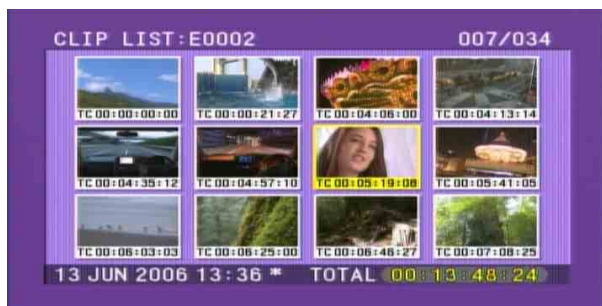 CLIP LIST:E0002 007/034
TC 00:00:00:00 TC 00:00:21:27 TC 00:04:06:00 TC 00:04:13:14
TC 00:04:35:12 TC 00:04:57:10 TC 00:05:19:08 TC 00:05:41:05
TC 00:06:03:03 TC 00:06:25:00 TC 00:06:46:27 TC 00:07:08:25
13 JUN 2006 13:36 * TOTAL 00:13:48:24